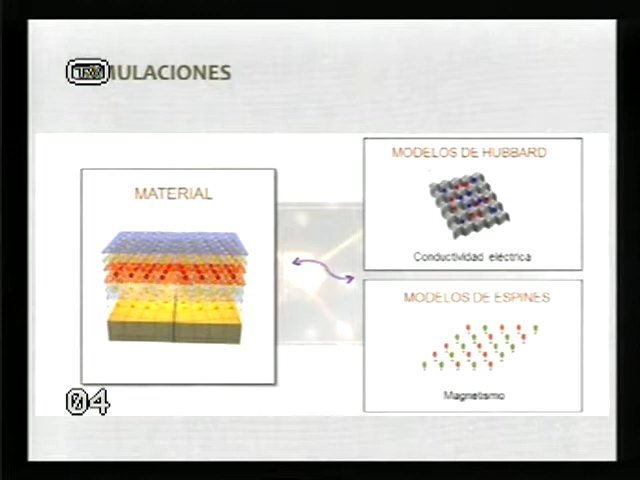 MULACIONES
MATERIAL
MODELOS DE HUBBARD
Conductividad eléctrica
MODELOS DE ESPINES
Magnetismo
04